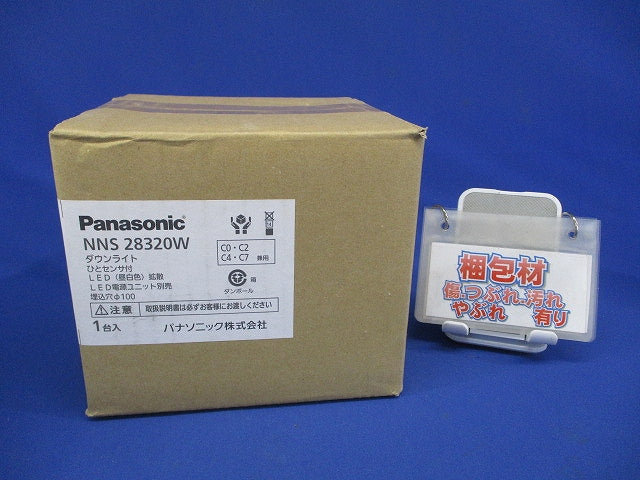 Panasonic
NNS 28320W
ダウンライト
ひとセンサ付
LED（昼白色）拡散
LED電源ユニット別売
埋込穴φ100
C0・C2
C4・C7 兼用
箱
ダンボール
⚠注意 取扱説明書は必ずお客様にお渡しください
1台入 パナソニック株式会社
梱包材
傷・つぶれ・汚れ
やぶれ 有り